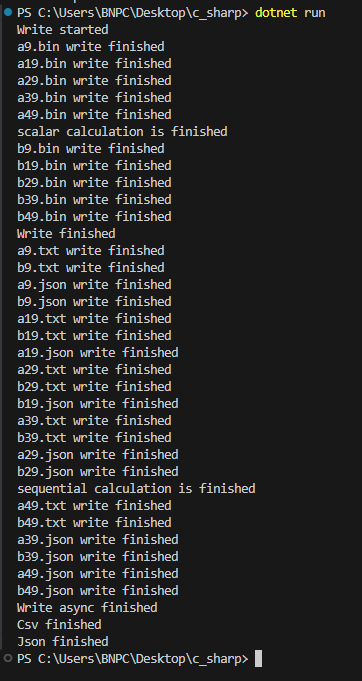 PS C:\Users\BNPC\Desktop\c_sharp> dotnet run
Write started
a9.bin write finished
a19.bin write finished
a29.bin write finished
a39.bin write finished
a49.bin write finished
scalar calculation is finished
b9.bin write finished
b19.bin write finished
b29.bin write finished
b39.bin write finished
b49.bin write finished
Write finished
a9.txt write finished
b9.txt write finished
a9.json write finished
b9.json write finished
a19.txt write finished
b19.txt write finished
a19.json write finished
a29.txt write finished
b29.txt write finished
b19.json write finished
a39.txt write finished
b39.txt write finished
a29.json write finished
b29.json write finished
sequential calculation is finished
a49.txt write finished
b49.txt write finished
a39.json write finished
b39.json write finished
a49.json write finished
b49.json write finished
Write async finished
Csv finished
Json finished
PS C:\Users\BNPC\Desktop\c_sharp>